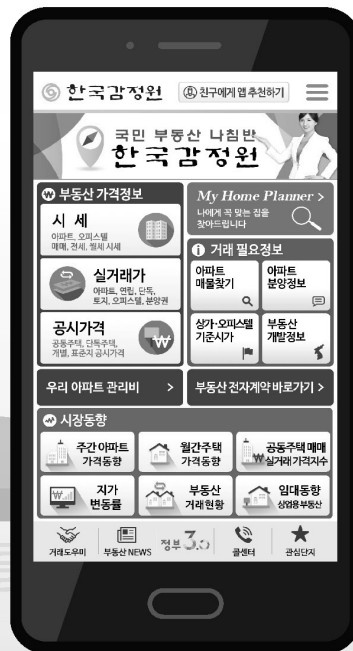 한국감정원
친구에게 앱 추천하기
국민 부동산 나침반
한국감정원
부동산 가격정보
시 세
아파트, 오피스텔
매매, 전세, 월세 시세
실거래가
아파트, 연립, 단독,
토지, 오피스텔, 분양권
공시가격
공동주택, 단독주택,
개별, 표준지 공시가격
My Home Planner >
나에게 꼭 맞는 집을
찾아드립니다
거래 필요정보
아파트
매물찾기
아파트
분양정보
상가·오피스텔
기준시가
부동산
개발정보
우리 아파트 관리비 >
부동산 전자계약 바로가기 >
시장동향
주간 아파트
가격동향
월간주택
가격동향
공동주택 매매
실거래가격지수
지가
변동률
부동산
거래현황
임대동향
상업용부동산
거래도우미
부동산 NEWS
정부 3.0
콜센터
관심단지